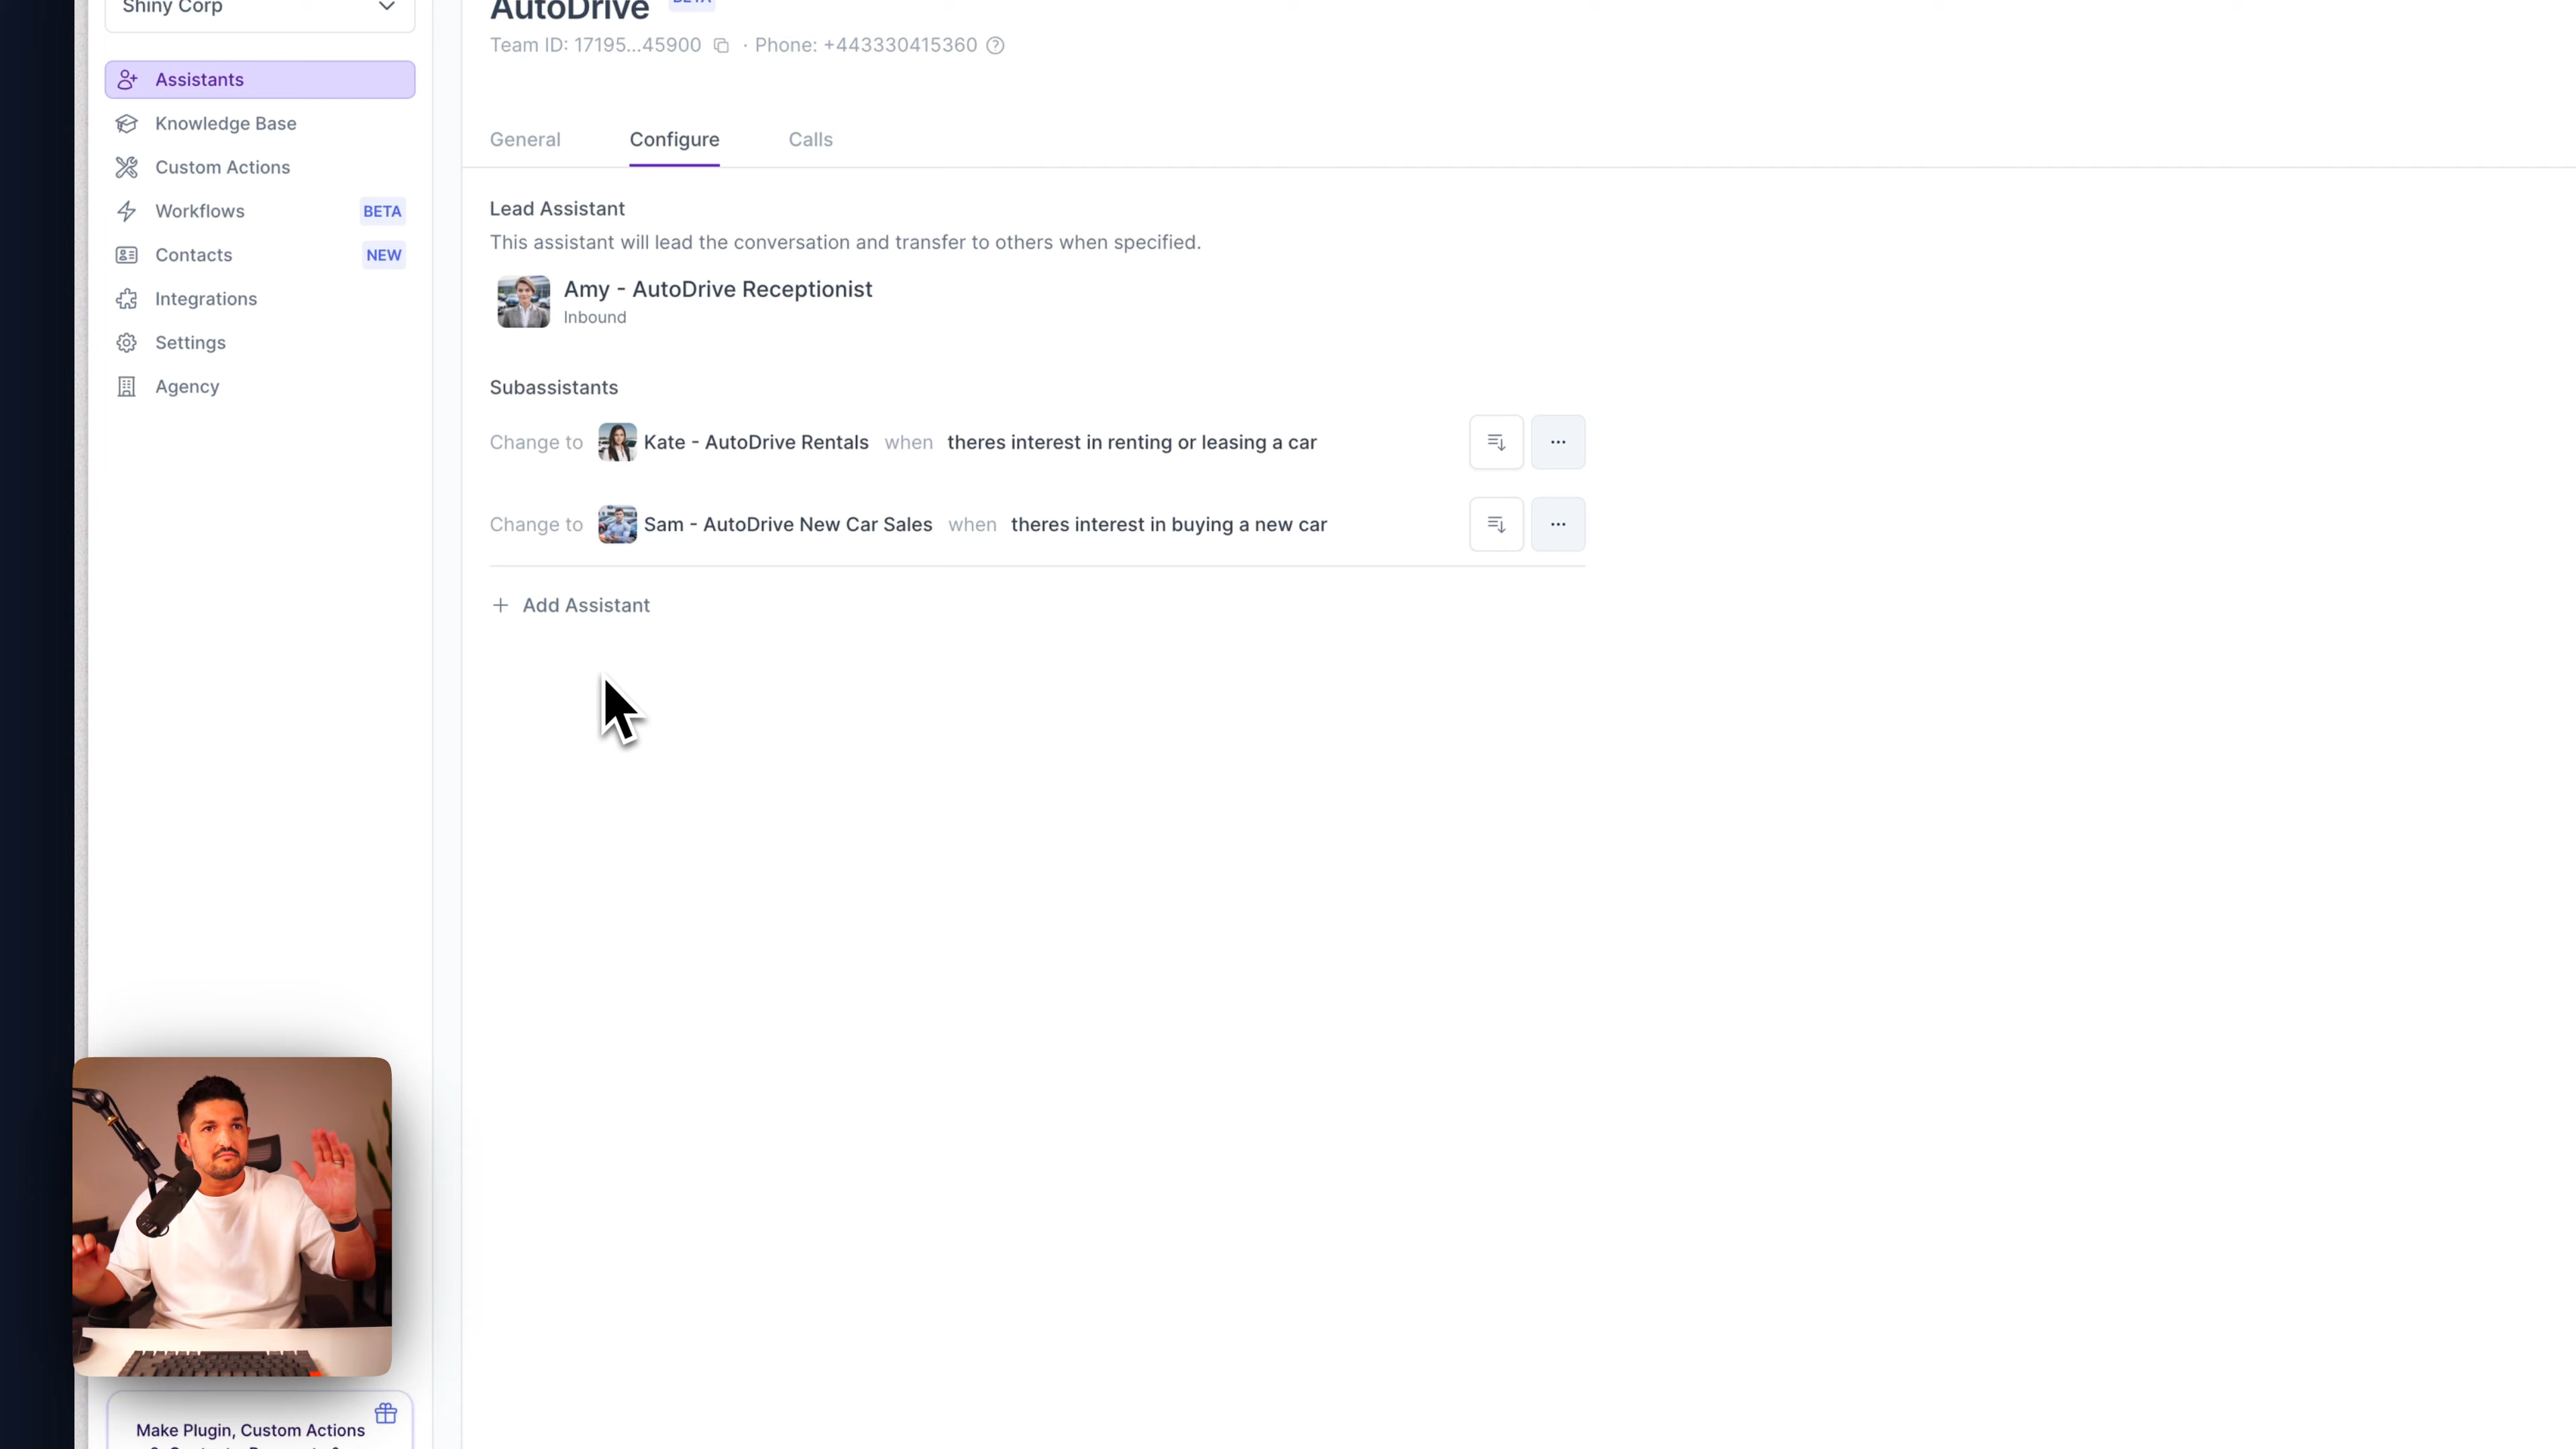 Shiny Corp
AutoDrive BETA
Team ID: 17195...45900 · Phone: +443330415360
Assistants
Knowledge Base
Custom Actions
Workflows BETA
Contacts NEW
Integrations
Settings
Agency
General Configure Calls
Lead Assistant
This assistant will lead the conversation and transfer to others when specified.
Amy - AutoDrive Receptionist
Inbound
Subassistants
Change to Kate - AutoDrive Rentals when theres interest in renting or leasing a car
Change to Sam - AutoDrive New Car Sales when theres interest in buying a new car
+ Add Assistant
Make Plugin, Custom Actions